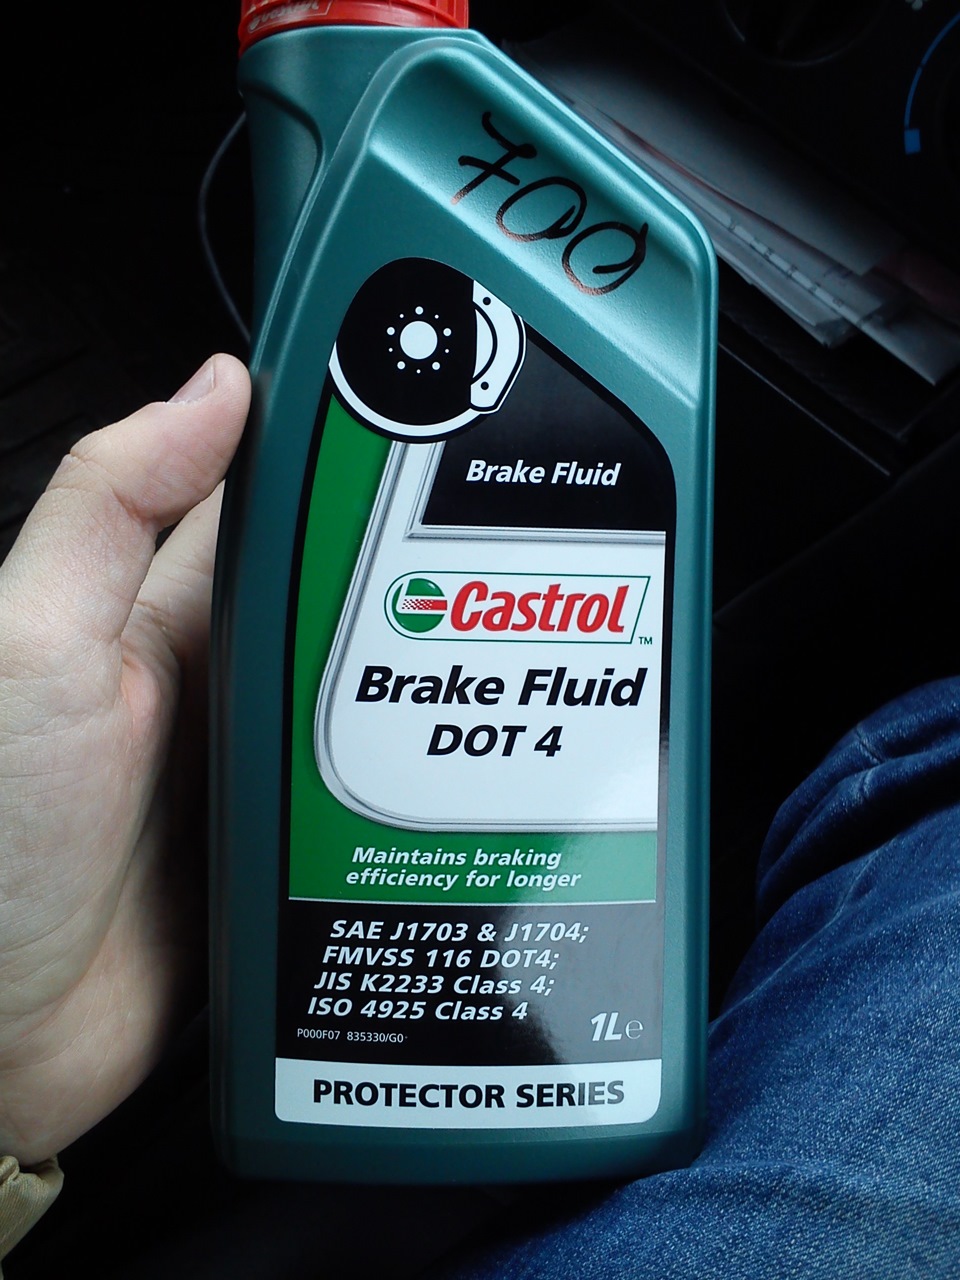 700
Brake Fluid
Castrol
TM
Brake Fluid
DOT 4
Maintains braking
efficiency for longer
SAE J1703 & J1704;
FMVSS 116 DOT4;
JIS K2233 Class 4;
ISO 4925 Class 4
1L℮
P000F07 835330/G0
PROTECTOR SERIES